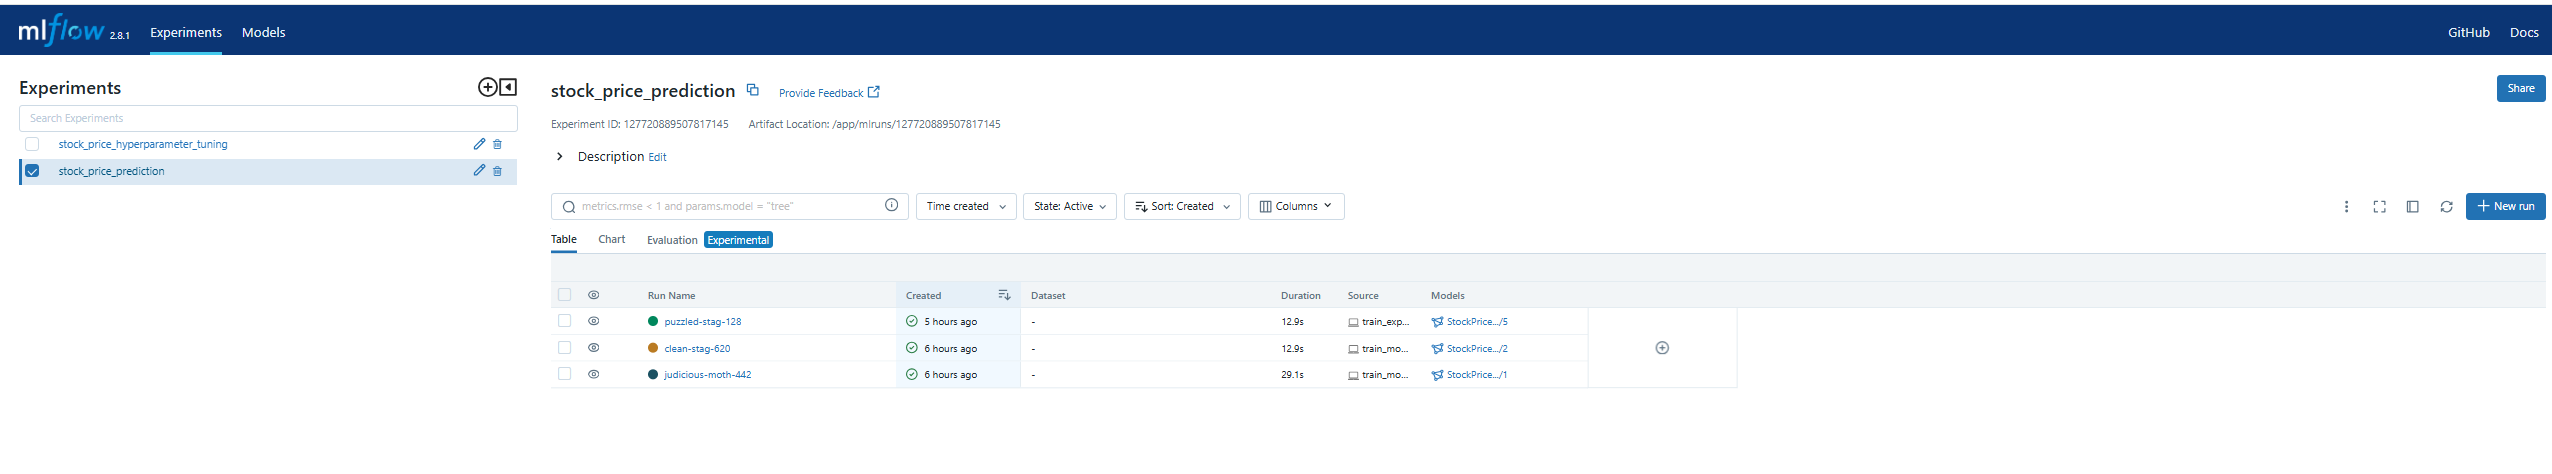 mlflow 2.8.1 Experiments Models GitHub Docs
Experiments
Search Experiments
stock_price_hyperparameter_tuning
stock_price_prediction
stock_price_prediction Provide Feedback Share
Experiment ID: 127720889507817145 Artifact Location: /app/mlruns/127720889507817145
Description Edit
metrics.rmse < 1 and params.model = "tree" Time created State: Active Sort: Created Columns New run
Table Chart Evaluation Experimental
Run Name Created Dataset Duration Source Models
puzzled-stag-128 5 hours ago - 12.9s train_exp... StockPrice.../5
clean-stag-620 6 hours ago - 12.9s train_mo... StockPrice.../2
judicious-moth-442 6 hours ago - 29.1s train_mo... StockPrice.../1